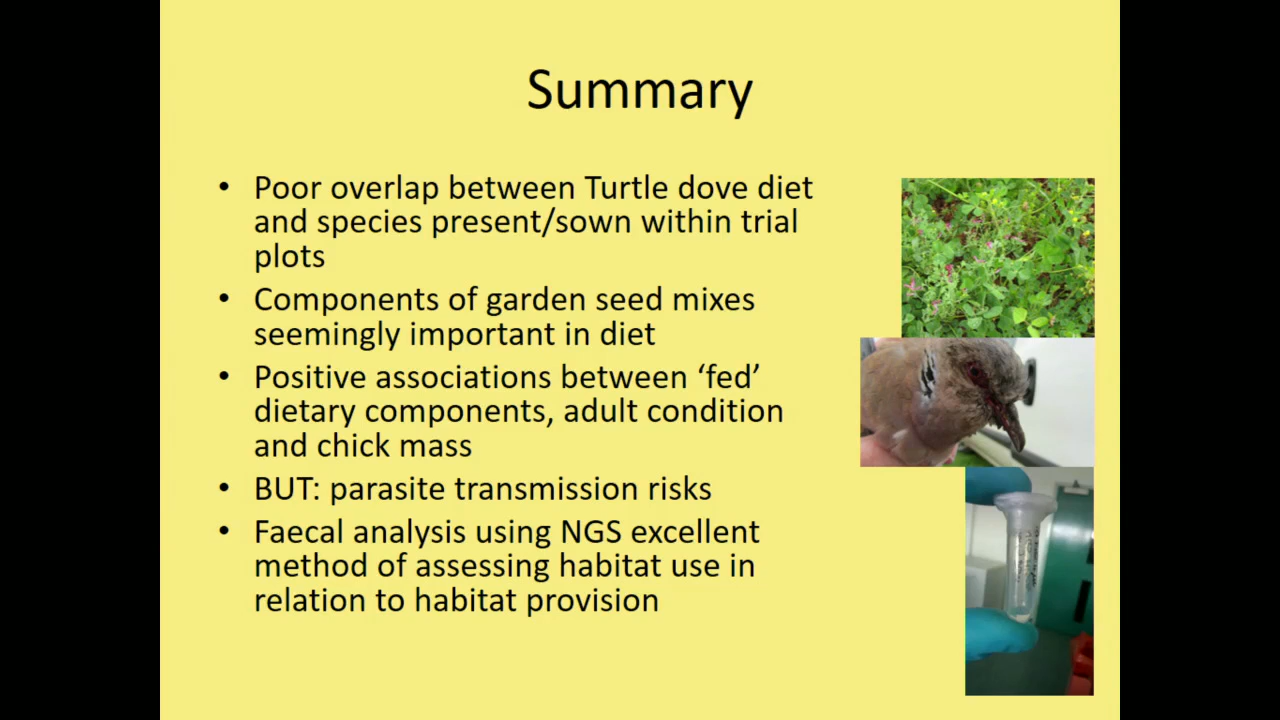 Summary
• Poor overlap between Turtle dove diet
and species present/sown within trial
plots
• Components of garden seed mixes
seemingly important in diet
• Positive associations between ‘fed’
dietary components, adult condition
and chick mass
• BUT: parasite transmission risks
• Faecal analysis using NGS excellent
method of assessing habitat use in
relation to habitat provision